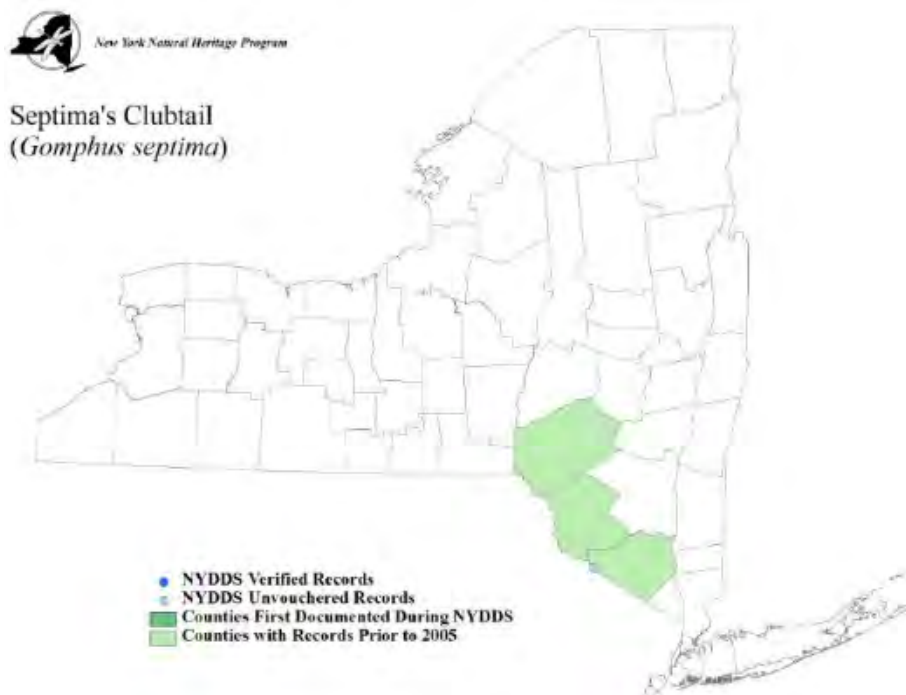 New York Natural Heritage Program
Septima's Clubtail
(Gomphus septima)
NYDDS Verified Records
NYDDS Unvouchered Records
Counties First Documented During NYDDS
Counties with Records Prior to 2005